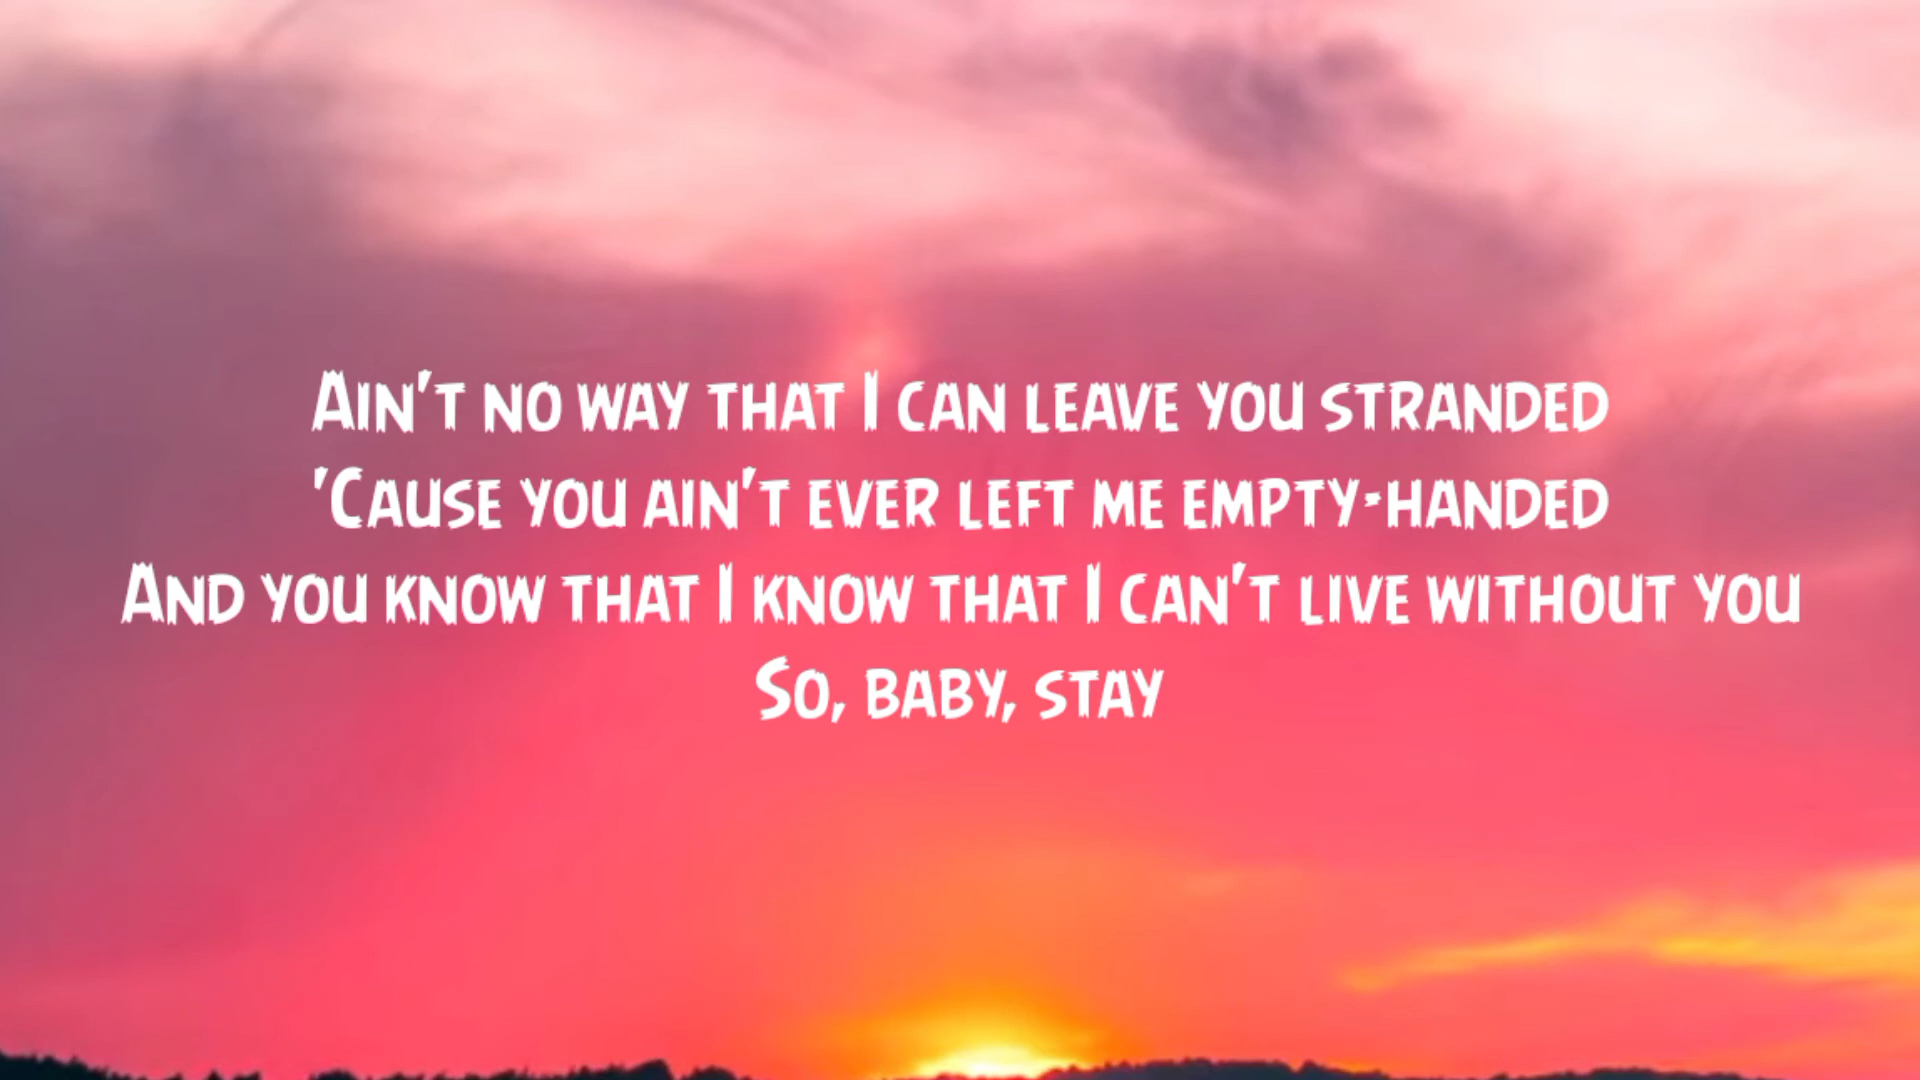 Ain't no way that I can leave you stranded
'Cause you ain't ever left me empty-handed
And you know that I know that I can't live without you
So, baby, stay